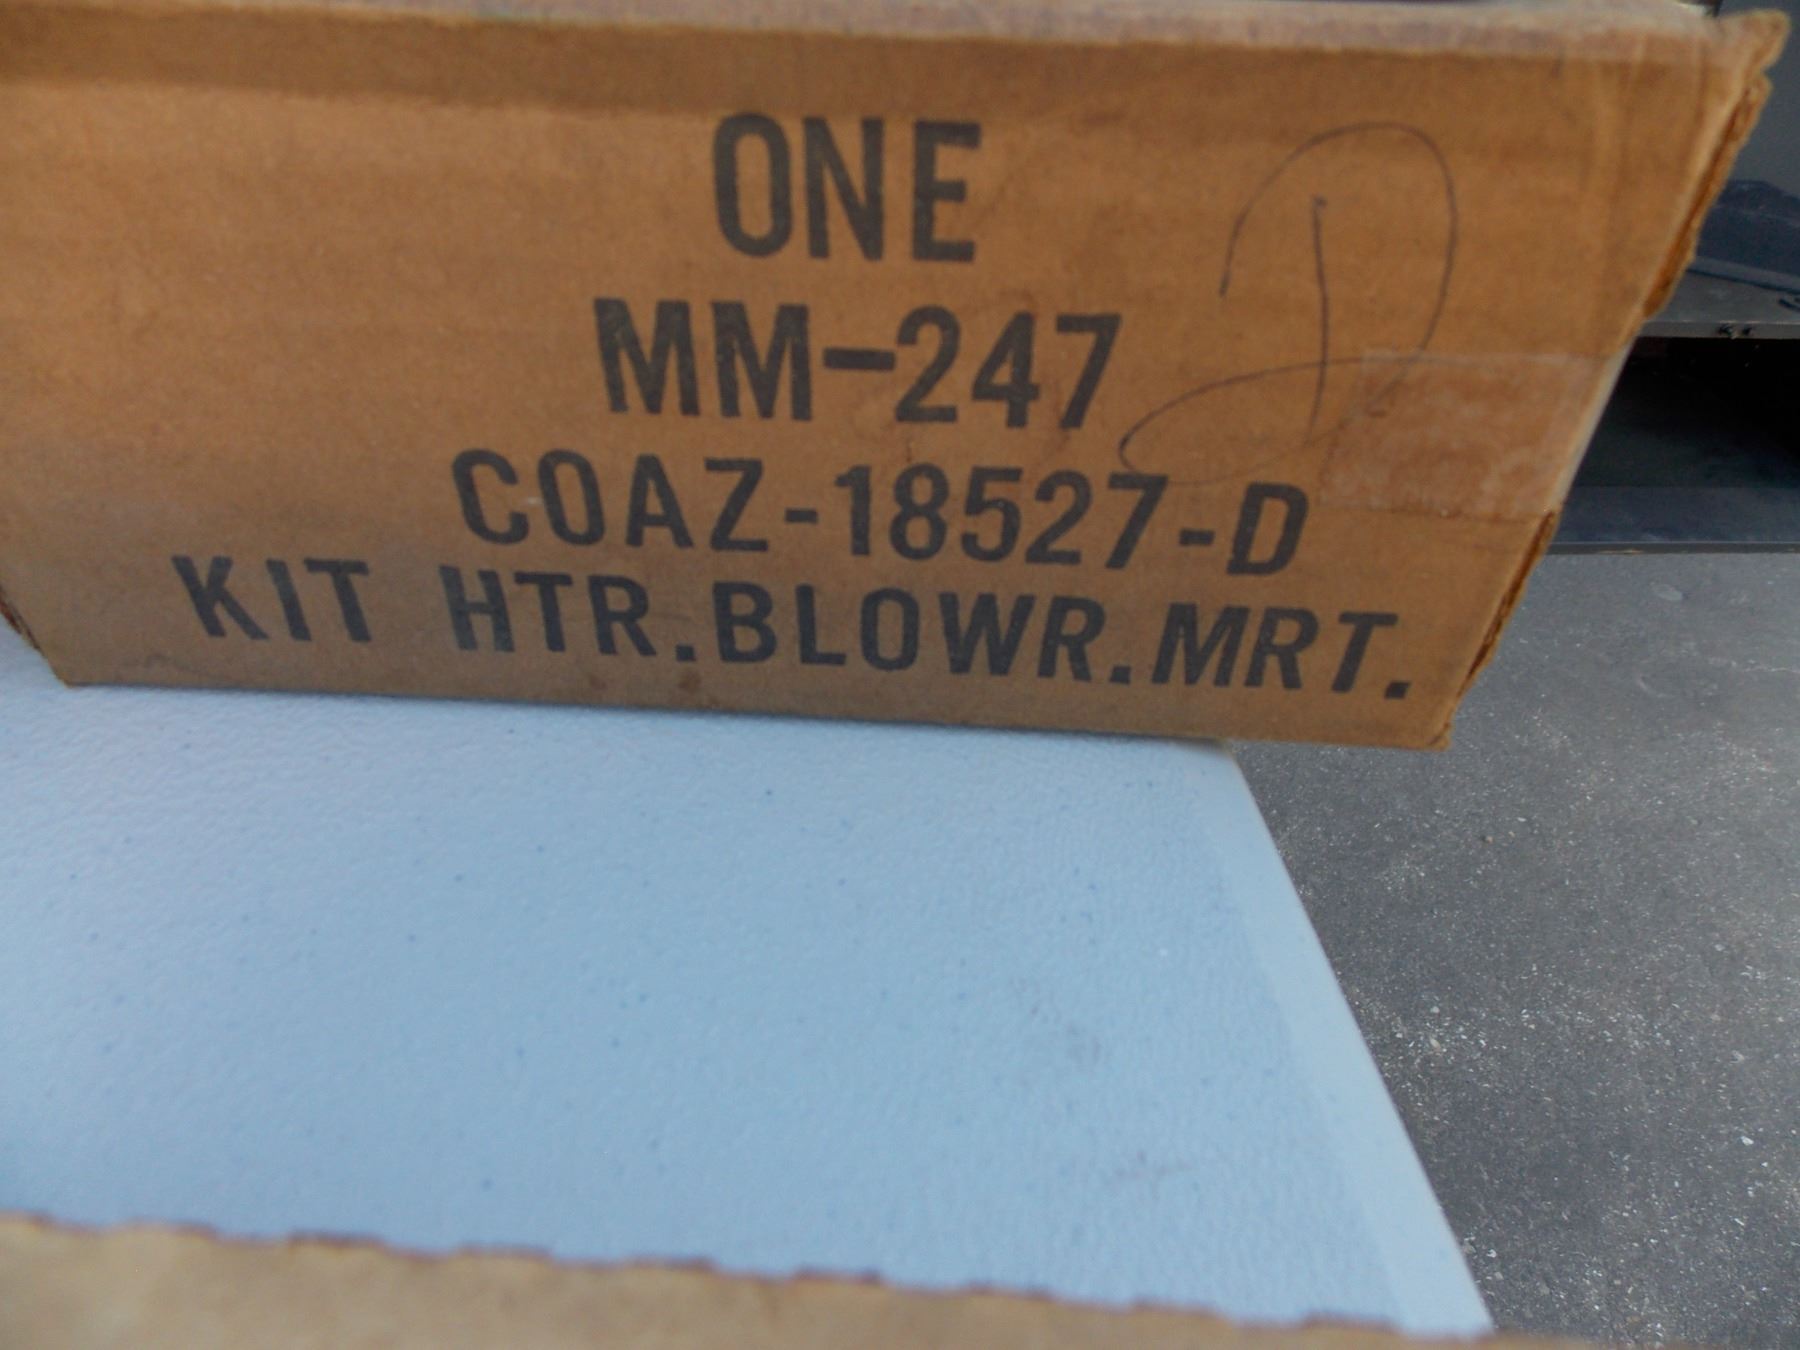 ONE
MM-247
COAZ-18527-D
KIT HTR.BLOWR.MRT.